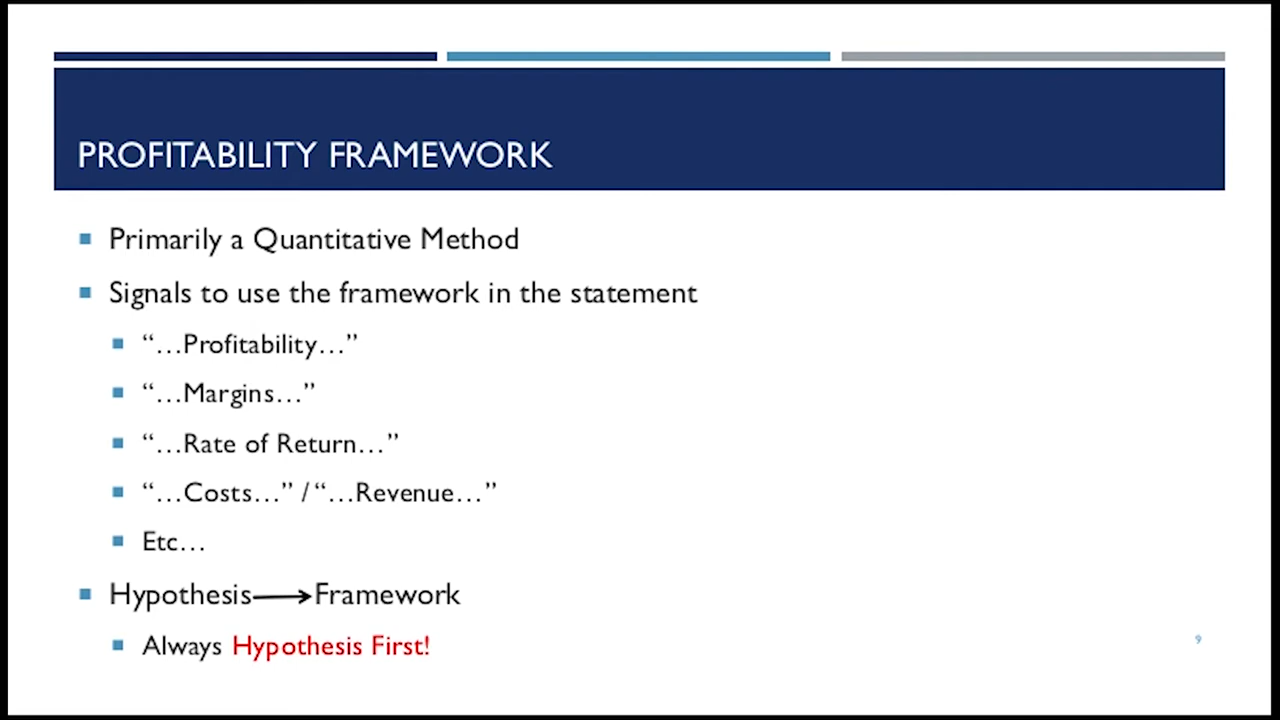 PROFITABILITY FRAMEWORK
Primarily a Quantitative Method
Signals to use the framework in the statement
“…Profitability…”
“…Margins…”
“…Rate of Return…”
“…Costs…” / “…Revenue…”
Etc…
Hypothesis Framework
Always Hypothesis First!
9